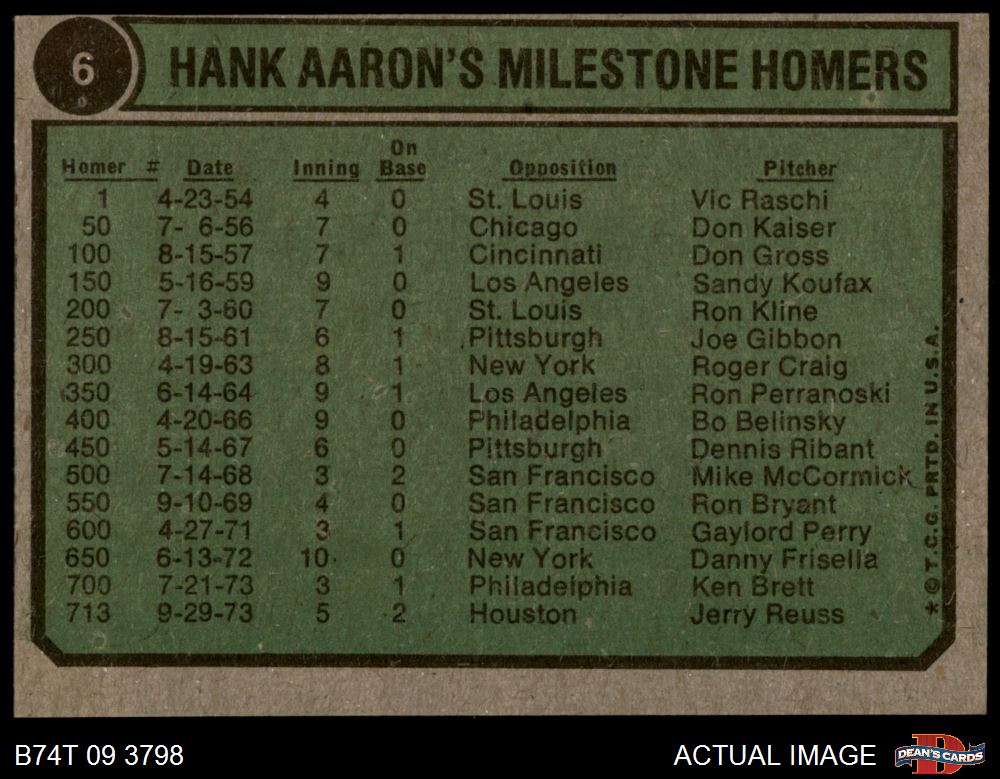 6
HANK AARON'S MILESTONE HOMERS
Homer # Date Inning On Base Opposition Pitcher
1 4-23-54 4 0 St. Louis Vic Raschi
50 7- 6-56 7 0 Chicago Don Kaiser
100 8-15-57 7 1 Cincinnati Don Gross
150 5-16-59 9 0 Los Angeles Sandy Koufax
200 7- 3-60 7 0 St. Louis Ron Kline
250 8-15-61 6 1 Pittsburgh Joe Gibbon
300 4-19-63 8 1 New York Roger Craig
350 6-14-64 9 1 Los Angeles Ron Perranoski
400 4-20-66 9 0 Philadelphia Bo Belinsky
450 5-14-67 6 0 Pittsburgh Dennis Ribant
500 7-14-68 3 2 San Francisco Mike McCormick
550 9-10-69 4 0 San Francisco Ron Bryant
600 4-27-71 3 1 San Francisco Gaylord Perry
650 6-13-72 10 0 New York Danny Frisella
700 7-21-73 3 1 Philadelphia Ken Brett
713 9-29-73 5 2 Houston Jerry Reuss
* © T.C.G. PRTD. IN U.S.A.
B74T 09 3798 ACTUAL IMAGE DEAN'S CARDS